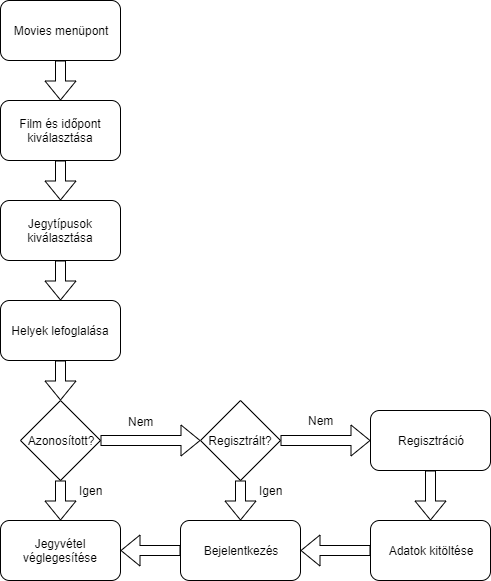 Movies menüpont
Film és időpont
kiválasztása
Jegytípusok
kiválasztása
Helyek lefoglalása
Azonosított?
Nem
Regisztrált?
Nem
Regisztráció
Igen
Igen
Jegyvétel
véglegesítése
Bejelentkezés
Adatok kitöltése